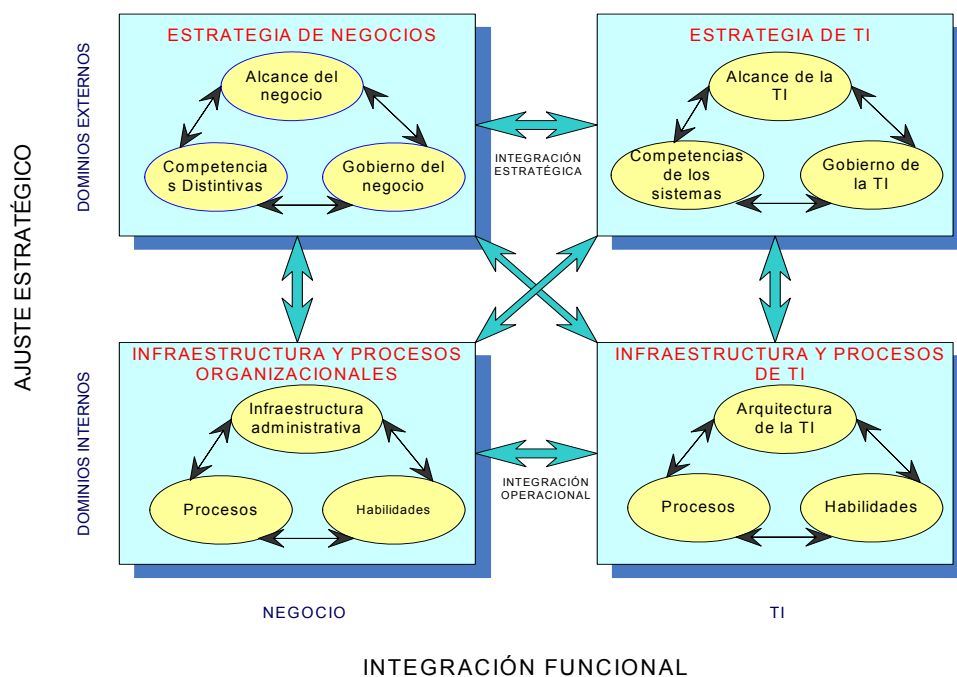 ESTRATEGIA DE NEGOCIOS
Alcance del
negocio
Competencia
s Distintivas
Gobierno del
negocio
ESTRATEGIA DE TI
Alcance de la
TI
Competencias
de los
sistemas
Gobierno de
la TI
INTEGRACIÓN
ESTRATÉGICA
DOMINIOS EXTERNOS
AJUSTE ESTRATÉGICO
DOMINIOS INTERNOS
INFRAESTRUCTURA Y PROCESOS
ORGANIZACIONALES
Infraestructura
administrativa
Procesos
Habilidades
INTEGRACIÓN
OPERACIONAL
INFRAESTRUCTURA Y PROCESOS
DE TI
Arquitectura
de la TI
Procesos
Habilidades
NEGOCIO
TI
INTEGRACIÓN FUNCIONAL